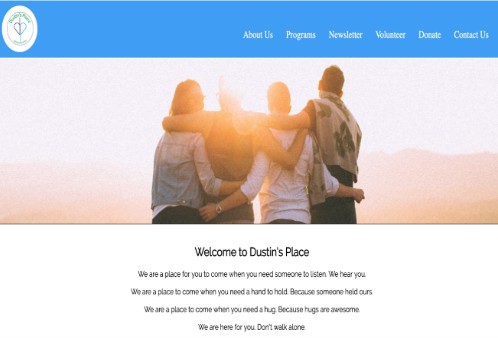 About Us Programs Newsletter Volunteer Donate Contact Us
Welcome to Dustin's Place
We are a place for you to come when you need someone to listen. We hear you.
We are a place to come when you need a hand to hold. Because someone held ours.
We are a place to come when you need a hug. Because hugs are awesome.
We are here for you. Don't walk alone.